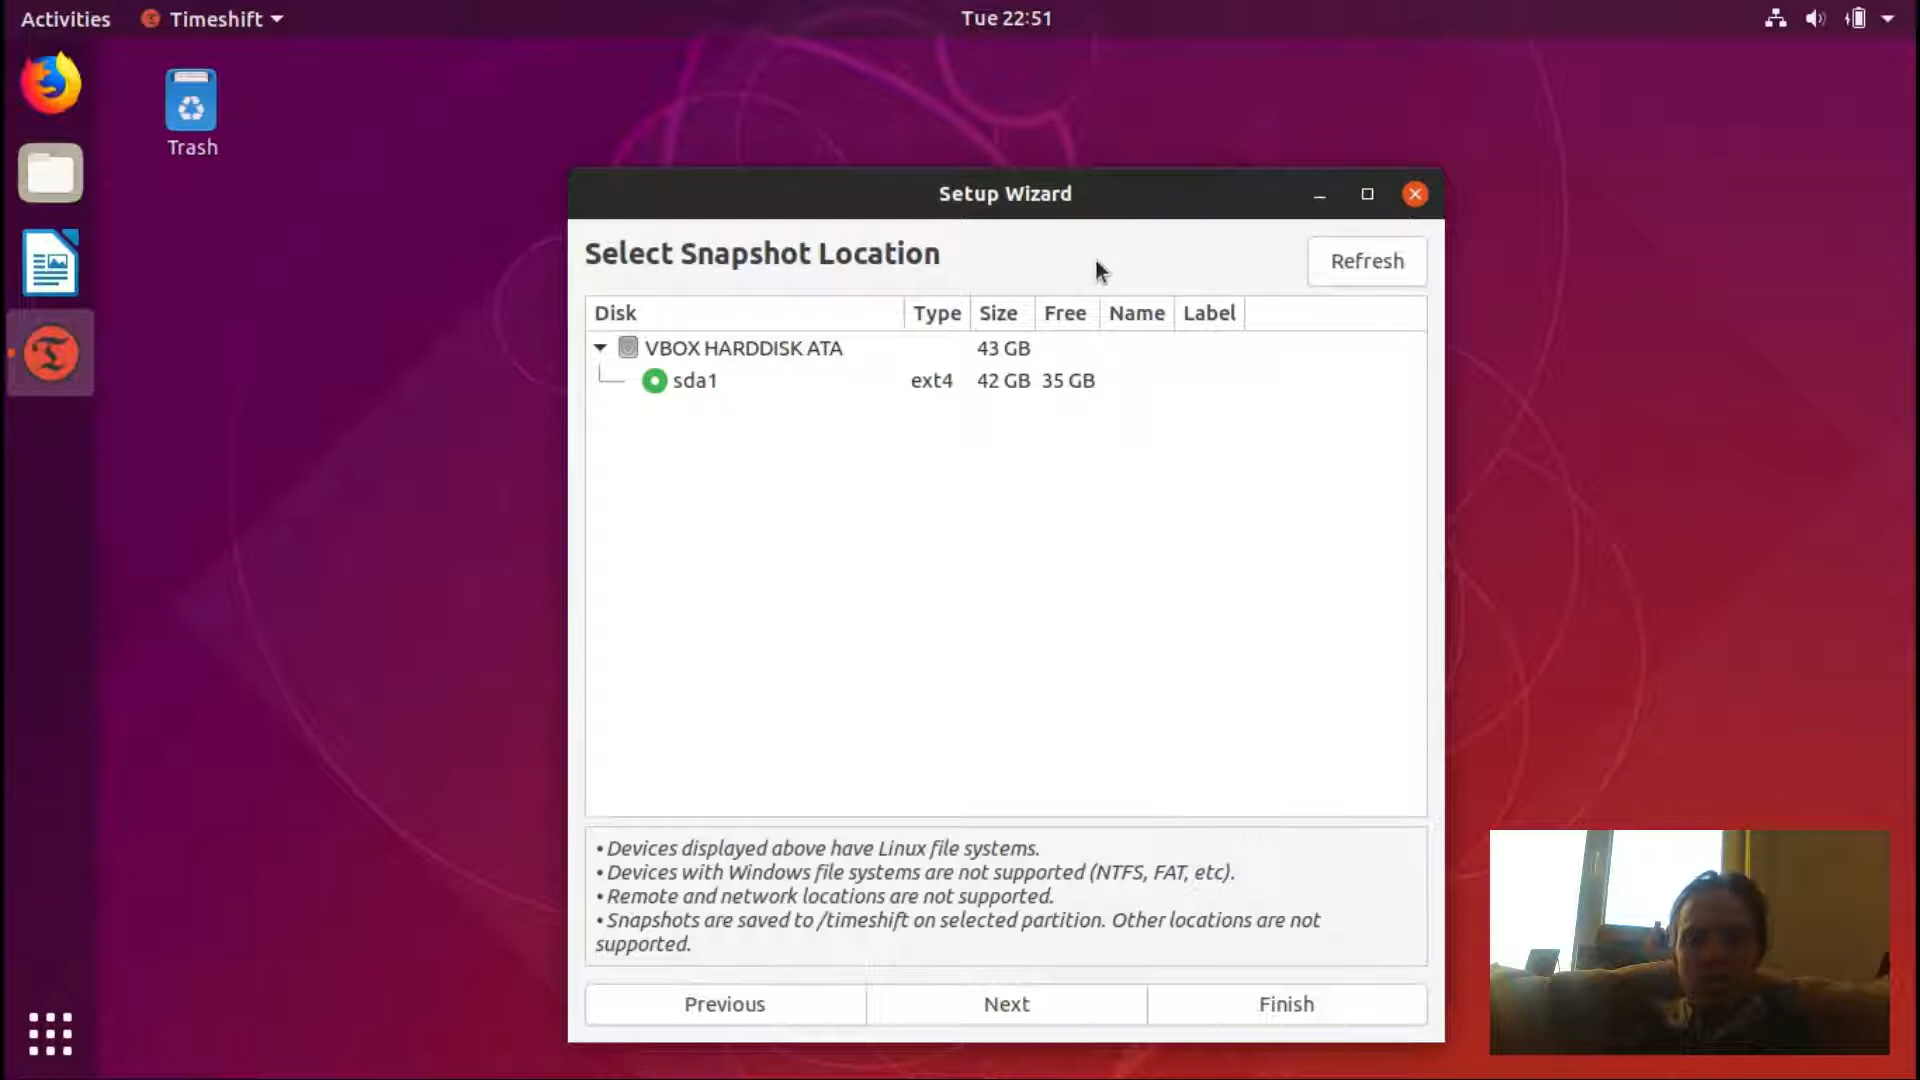 Activities
Timeshift
Tue 22:51
Trash
Setup Wizard
Select Snapshot Location
Refresh
Disk Type Size Free Name Label
VBOX HARDDISK ATA 43 GB
sda1 ext4 42 GB 35 GB
• Devices displayed above have Linux file systems.
• Devices with Windows file systems are not supported (NTFS, FAT, etc).
• Remote and network locations are not supported.
• Snapshots are saved to /timeshift on selected partition. Other locations are not
supported.
Previous Next Finish